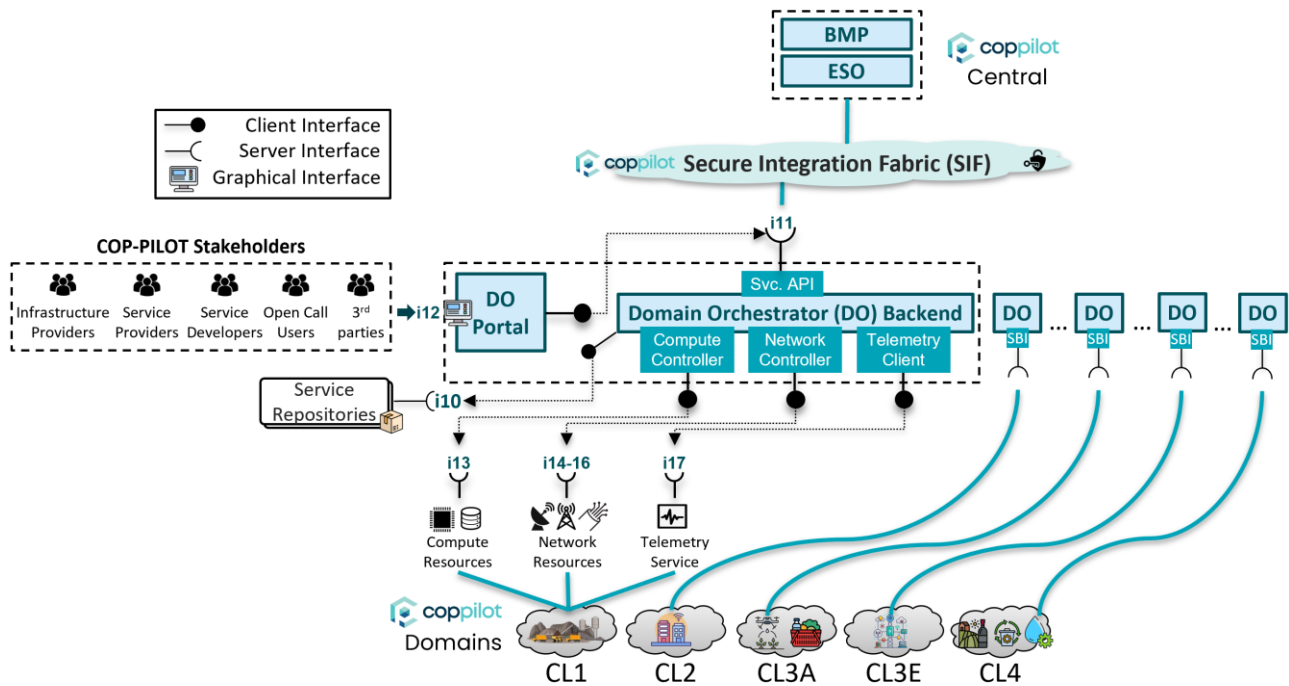 BMP
ESO
coppilot
Central
Client Interface
Server Interface
Graphical Interface
coppilot Secure Integration Fabric (SIF)
i11
COP-PILOT Stakeholders
Infrastructure
Providers
Service
Providers
Service
Developers
Open Call
Users
3rd
parties
i12
DO
Portal
Svc. API
Domain Orchestrator (DO) Backend
Compute
Controller
Network
Controller
Telemetry
Client
DO
SBI
...
DO
SBI
...
DO
SBI
...
DO
SBI
Service
Repositories
i10
i13
i14-16
i17
Compute
Resources
Network
Resources
Telemetry
Service
coppilot
Domains
CL1
CL2
CL3A
CL3E
CL4